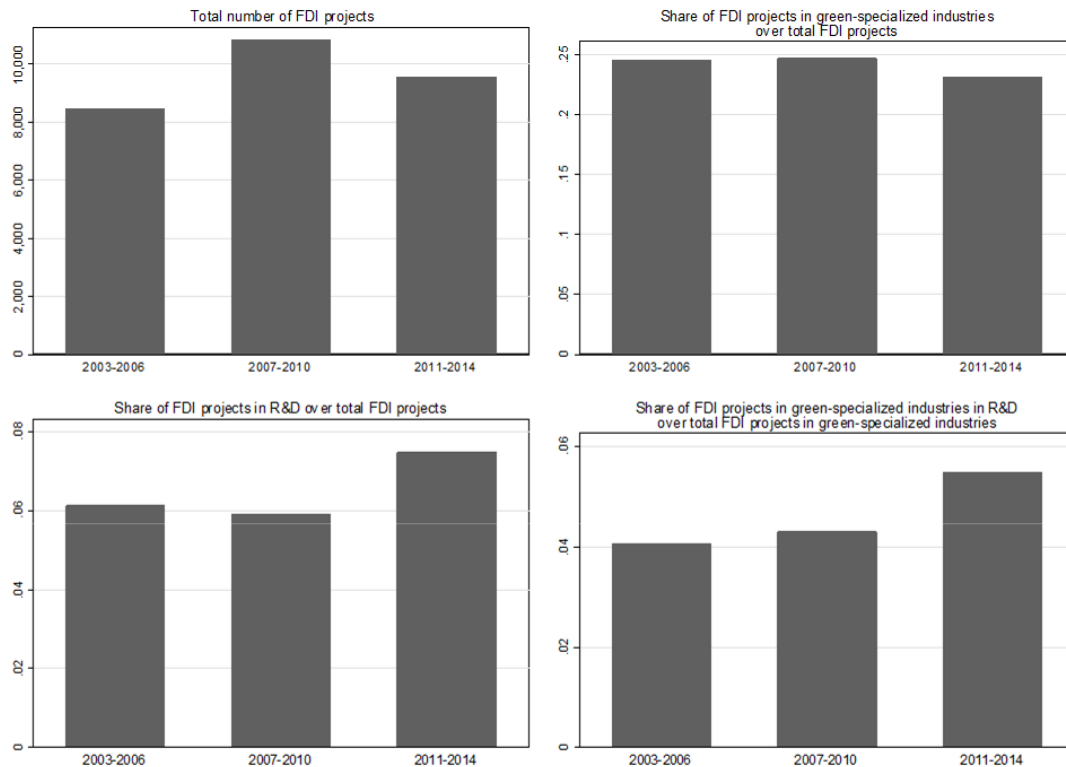 Total number of FDI projects
10,000
8,000
6,000
4,000
2,000
0
2003-2006 2007-2010 2011-2014
Share of FDI projects in green-specialized industries
over total FDI projects
.25
.2
.15
.1
.05
0
2003-2006 2007-2010 2011-2014
Share of FDI projects in R&D over total FDI projects
.08
.06
.04
.02
0
2003-2006 2007-2010 2011-2014
Share of FDI projects in green-specialized industries in R&D
over total FDI projects in green-specialized industries
.06
.04
.02
0
2003-2006 2007-2010 2011-2014